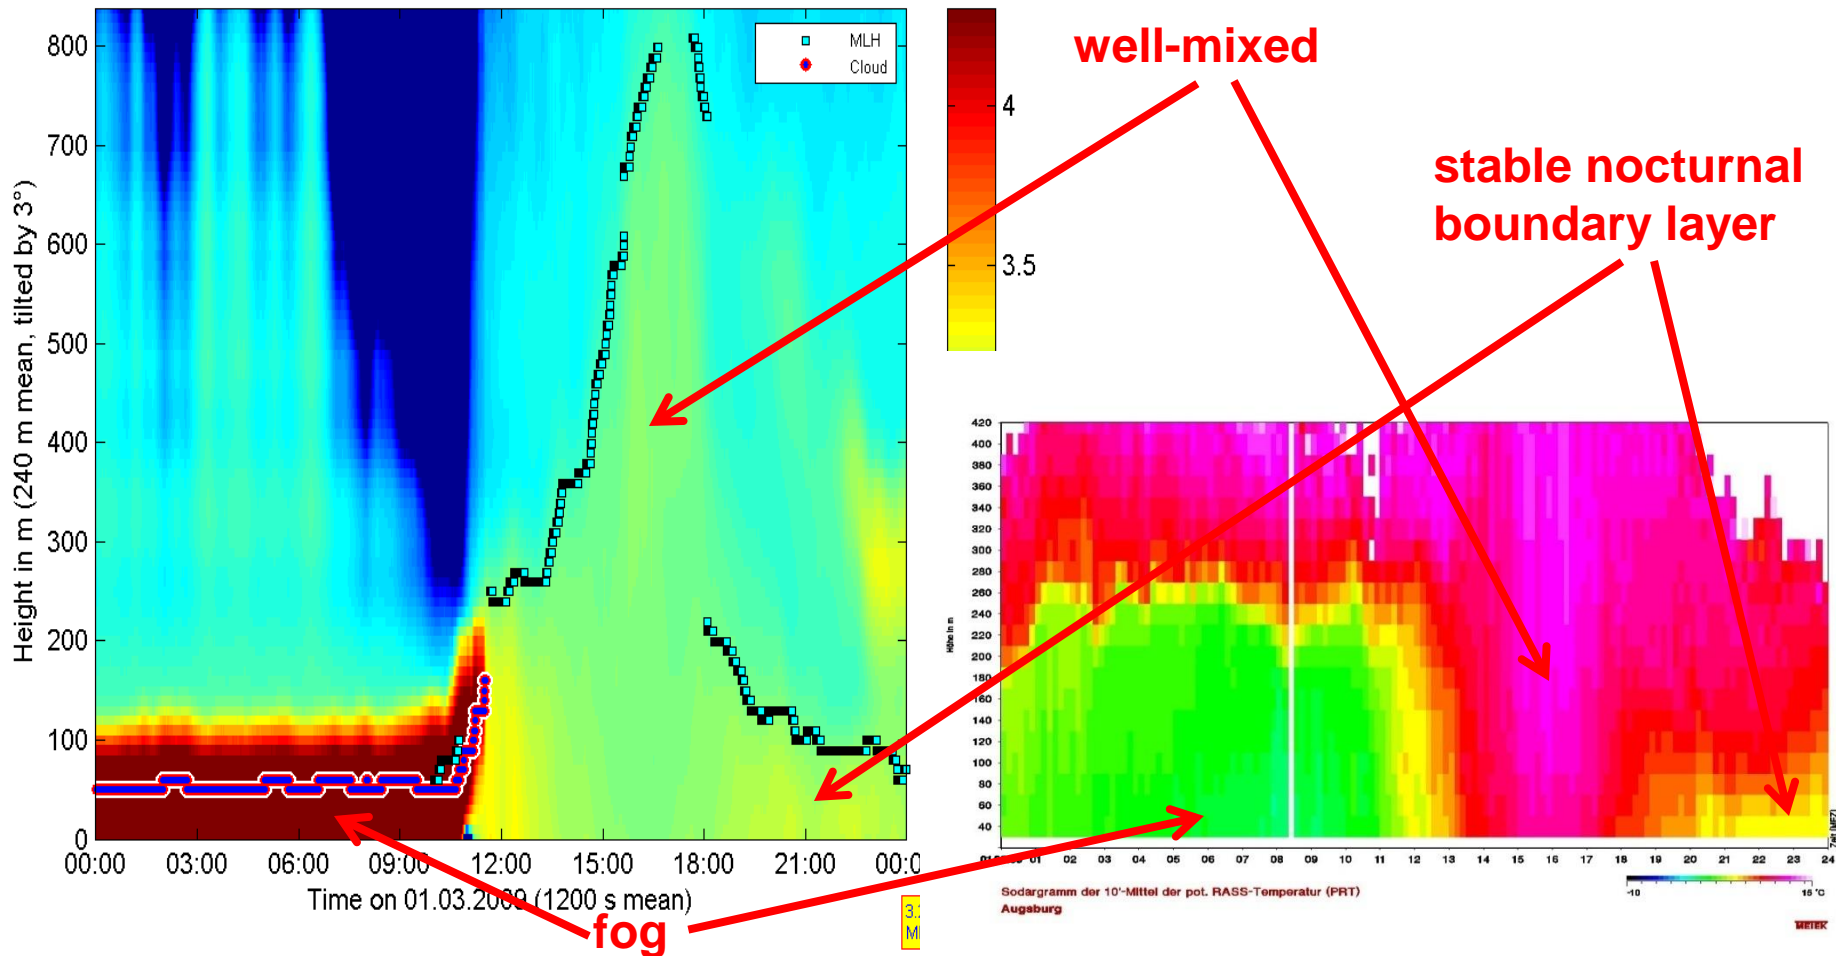 well-mixed
stable nocturnal
boundary layer
fog
MLH
Cloud
Height in m (240 m mean, tilted by 3°)
800
700
600
500
400
300
200
100
0
00:00 03:00 06:00 09:00 12:00 15:00 18:00 21:00
Time on 01.03.2009 (1200 s mean)
4
3.5
Höhe in m
420
400
380
360
340
320
300
280
260
240
220
200
180
160
140
120
100
80
60
40
01 02 03 04 05 06 07 08 09 10 11 12 13 14 15 16 17 18 19 20 21 22 23 24
-10 15 °C
Sodargramm der 10'-Mittel der pot. RASS-Temperatur (PRT)
Augsburg
METEK